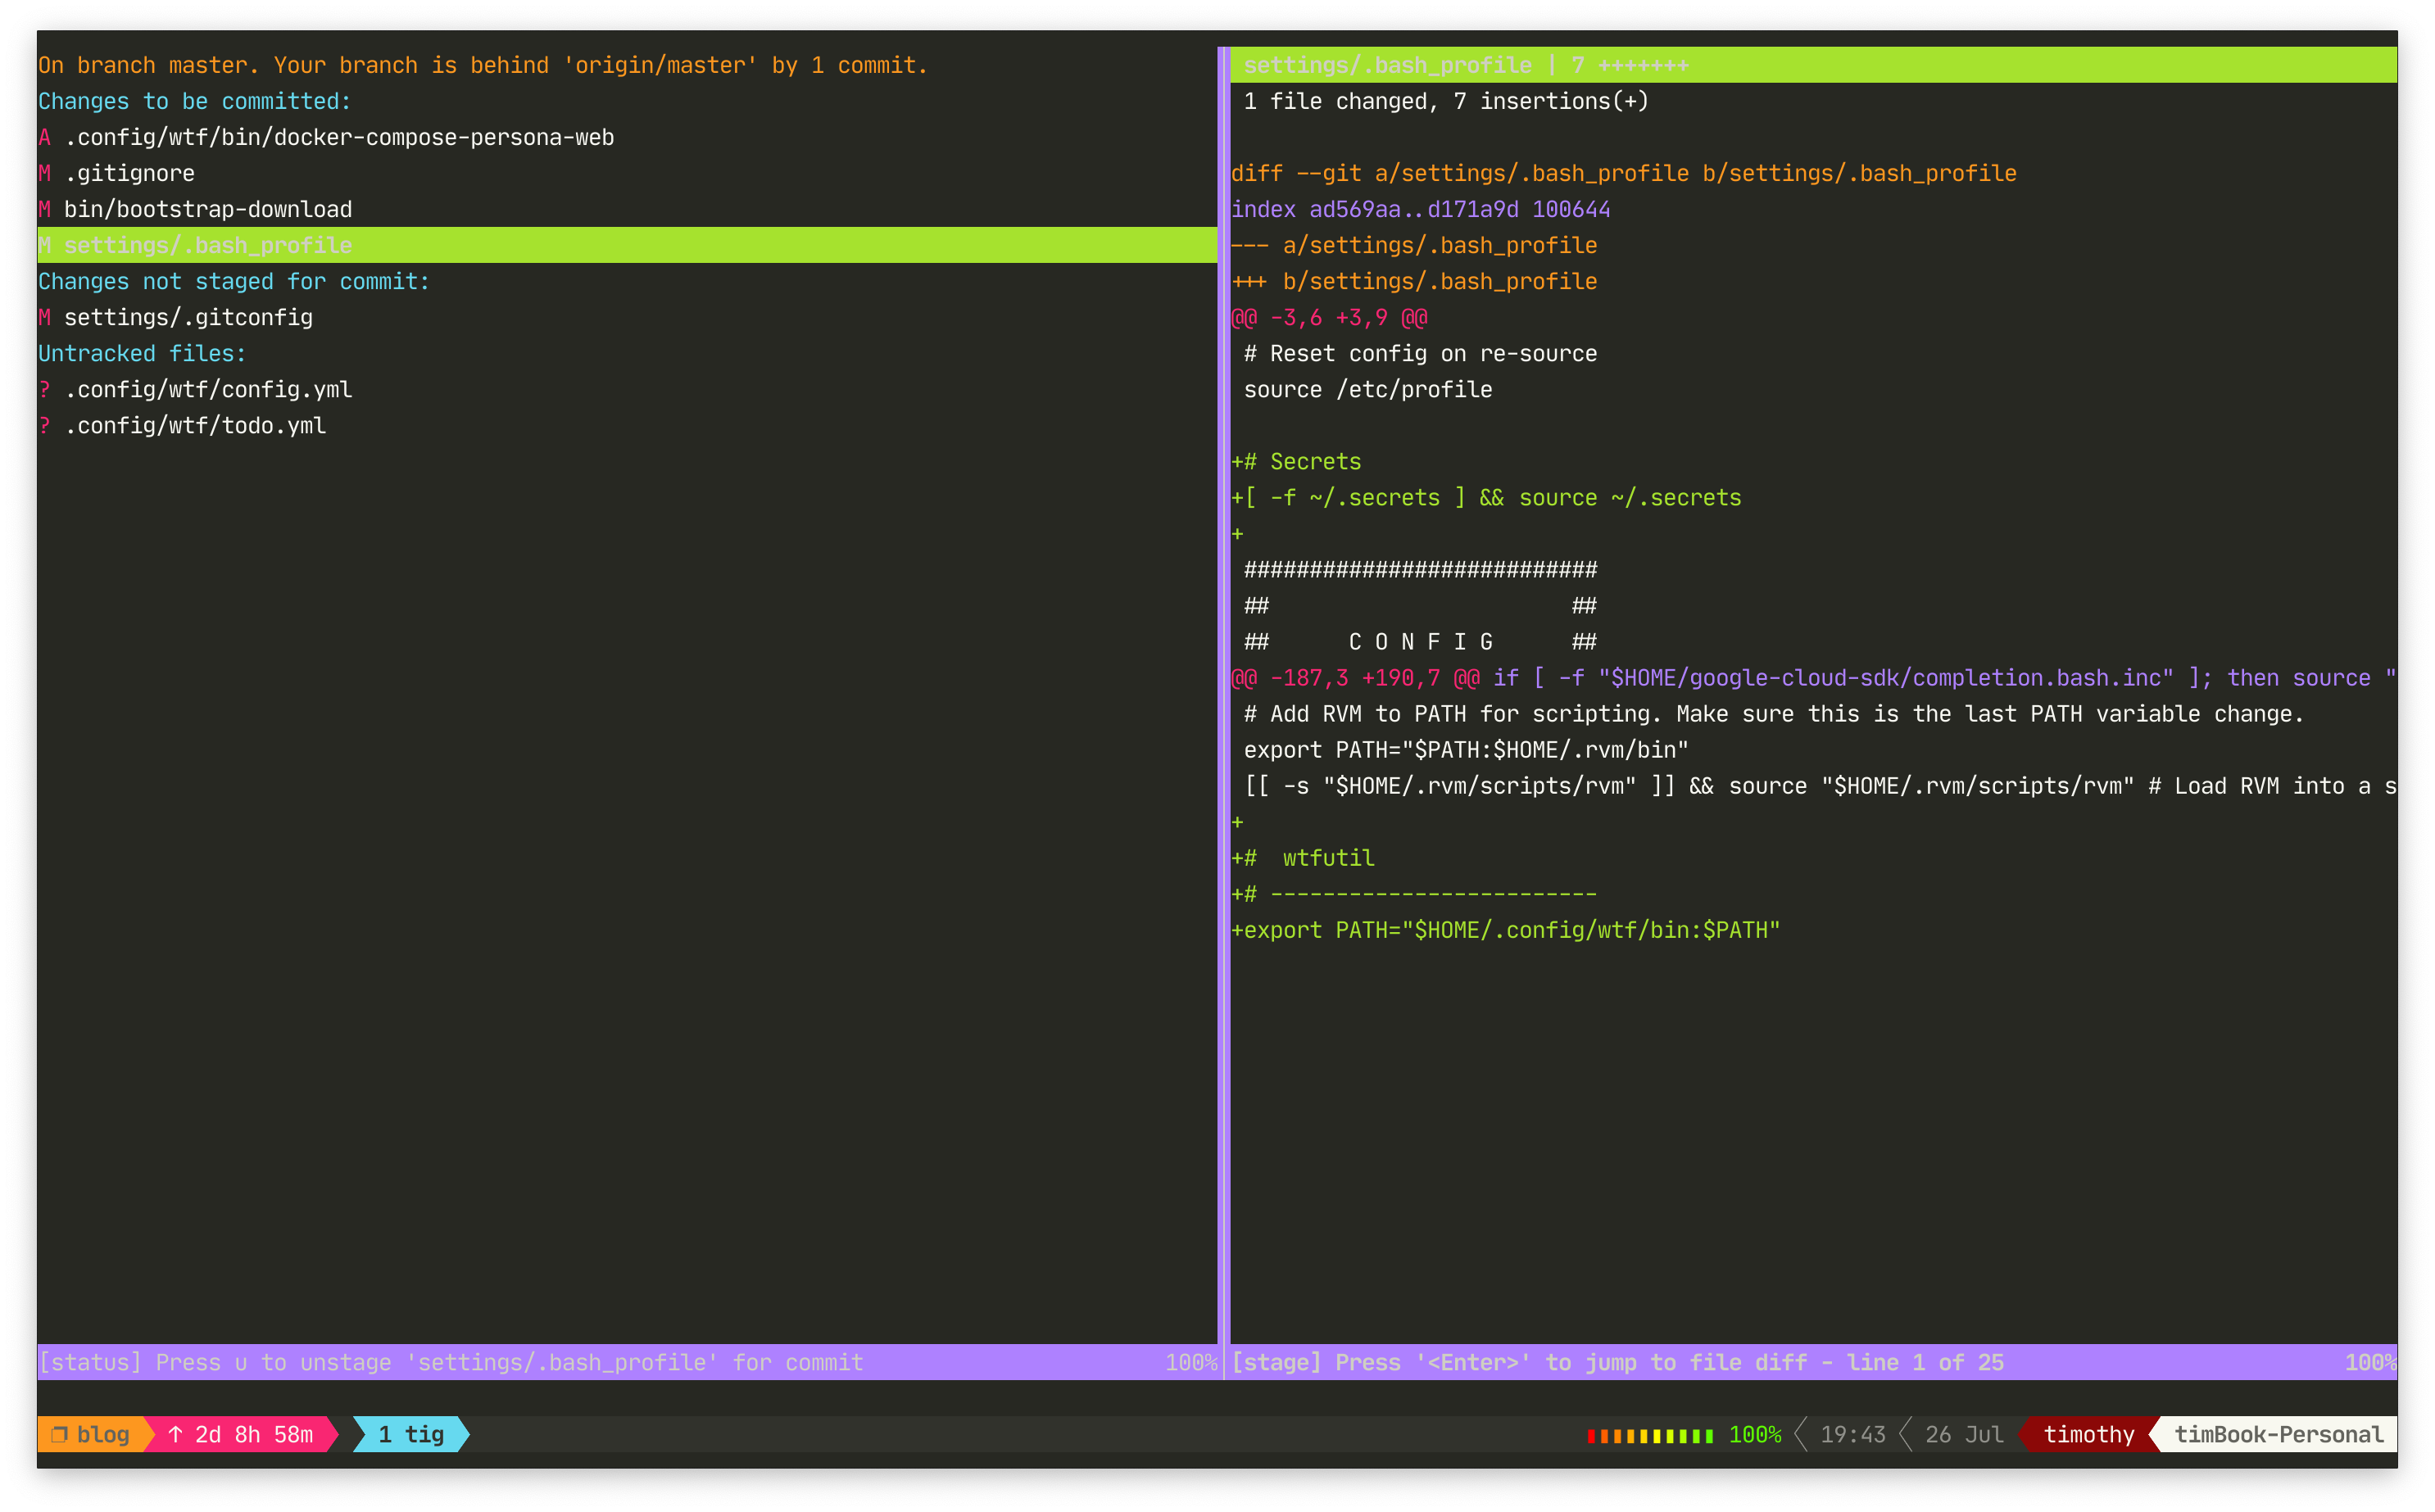 On branch master. Your branch is behind 'origin/master' by 1 commit.
Changes to be committed:
A .config/wtf/bin/docker-compose-persona-web
M .gitignore
M bin/bootstrap-download
M settings/.bash_profile
Changes not staged for commit:
M settings/.gitconfig
Untracked files:
? .config/wtf/config.yml
? .config/wtf/todo.yml
[status] Press u to unstage 'settings/.bash_profile' for commit 100%
settings/.bash_profile | 7 +++++++
1 file changed, 7 insertions(+)
diff --git a/settings/.bash_profile b/settings/.bash_profile
index ad569aa..d171a9d 100644
--- a/settings/.bash_profile
+++ b/settings/.bash_profile
@@ -3,6 +3,9 @@
# Reset config on re-source
source /etc/profile
+# Secrets
+[ -f ~/.secrets ] && source ~/.secrets
+
###########################
## ##
## C O N F I G ##
@@ -187,3 +190,7 @@ if [ -f "$HOME/google-cloud-sdk/completion.bash.inc" ]; then source "
# Add RVM to PATH for scripting. Make sure this is the last PATH variable change.
export PATH="$PATH:$HOME/.rvm/bin"
[[ -s "$HOME/.rvm/scripts/rvm" ]] && source "$HOME/.rvm/scripts/rvm" # Load RVM into a s
+
+#  wtfutil
+# -------------------------
+export PATH="$HOME/.config/wtf/bin:$PATH"
[stage] Press '<Enter>' to jump to file diff - line 1 of 25 100%
❐ blog ↑ 2d 8h 58m 1 tig 100% 19:43 26 Jul timothy timBook-Personal